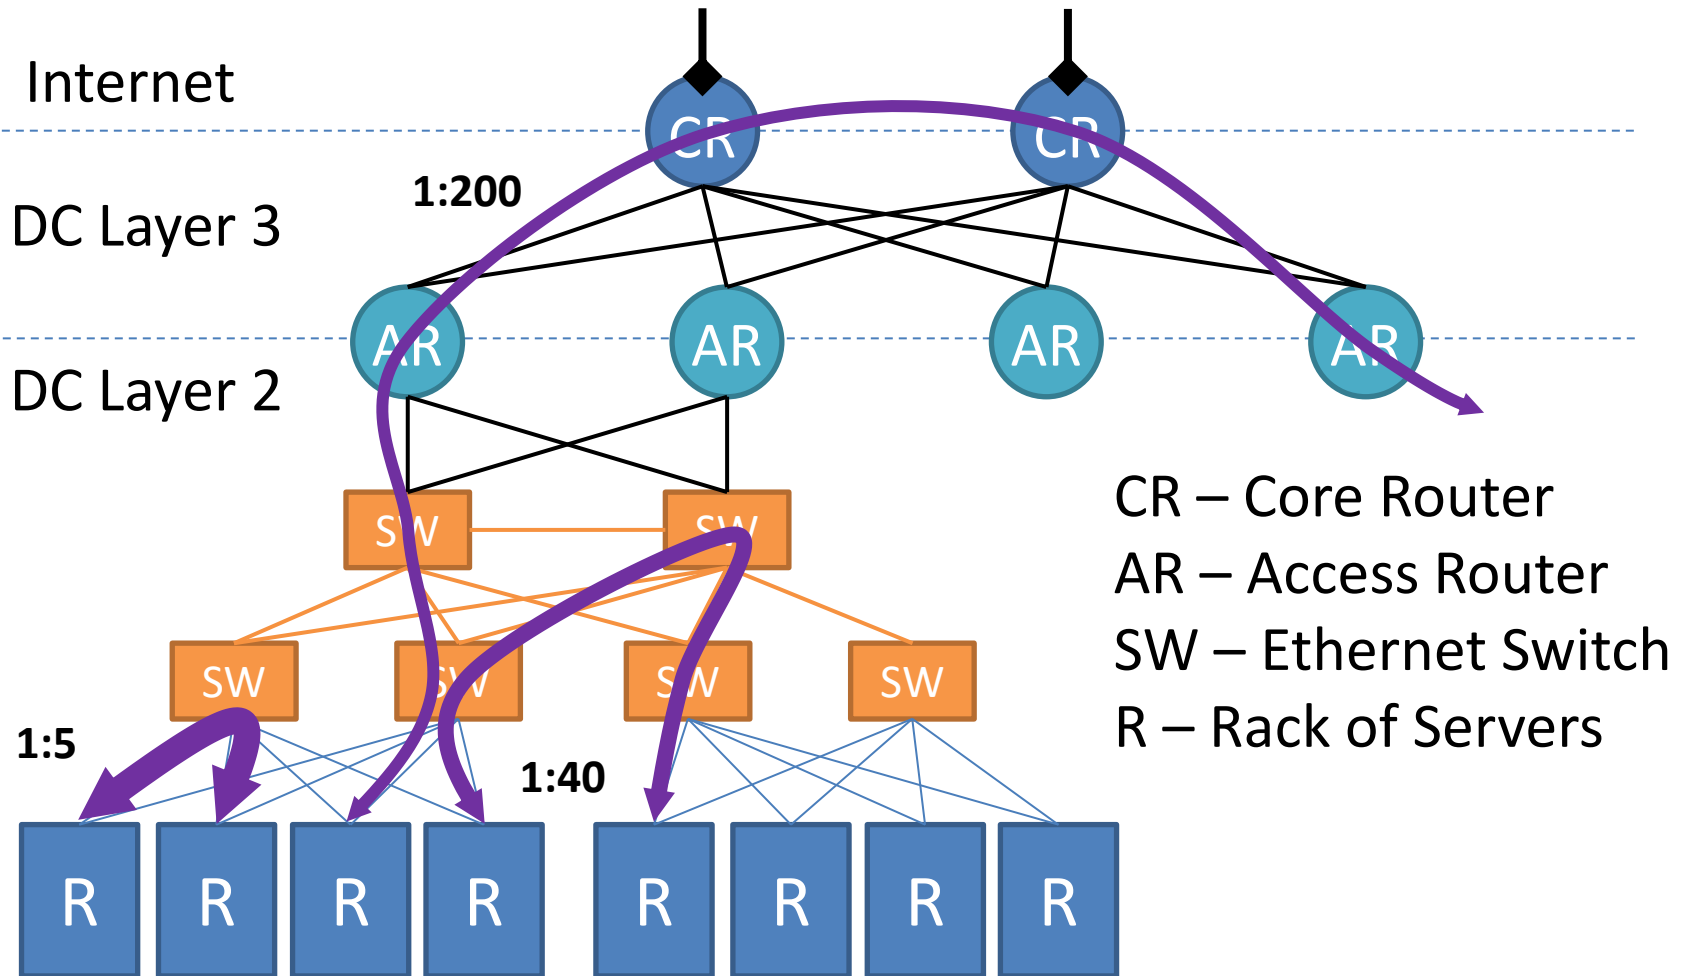 Internet
CR CR
1:200
DC Layer 3
AR AR AR AR
DC Layer 2
SW SW
CR – Core Router
AR – Access Router
SW – Ethernet Switch
R – Rack of Servers
SW SW SW SW
1:5
1:40
R R R R R R R R